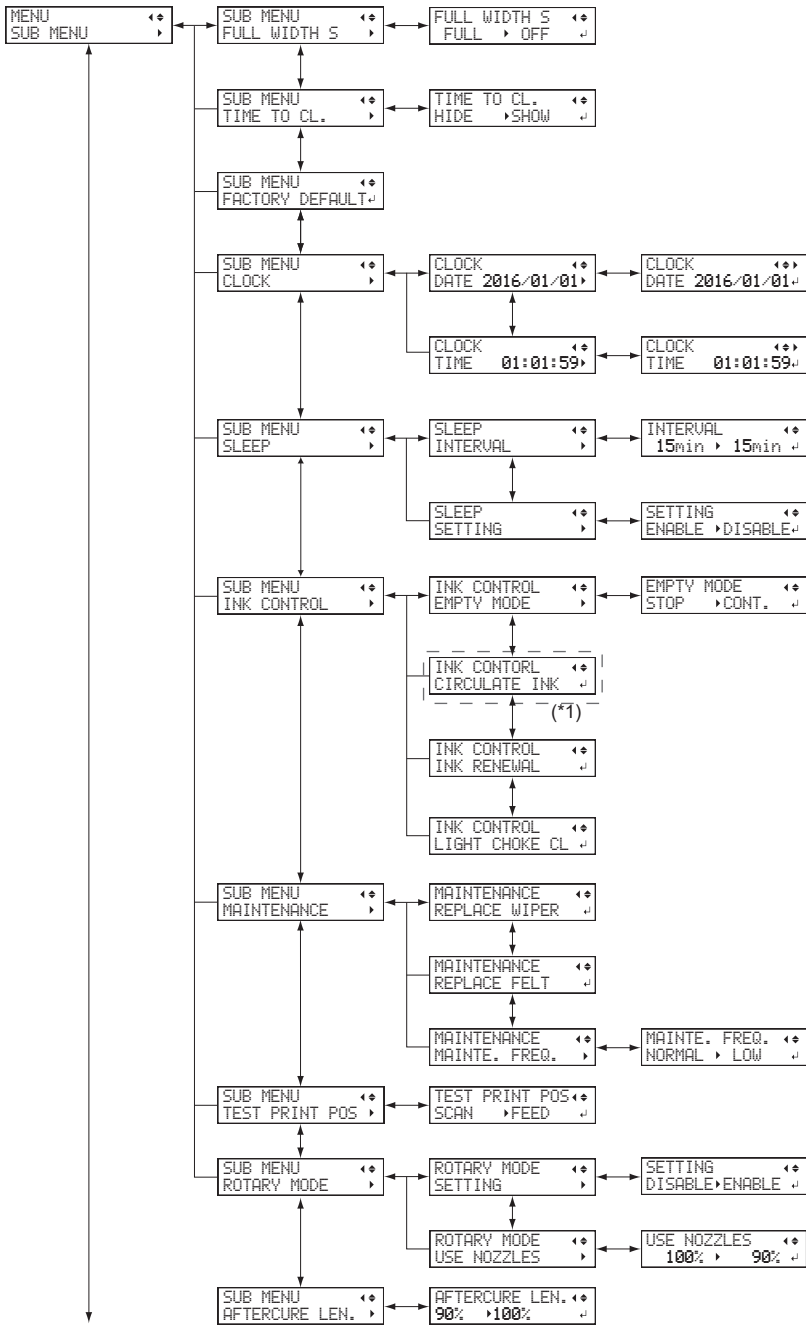 MENU
SUB MENU
SUB MENU
FULL WIDTH S
FULL WIDTH S
FULL OFF
SUB MENU
TIME TO CL.
TIME TO CL.
HIDE SHOW
SUB MENU
FACTORY DEFAULT
SUB MENU
CLOCK
CLOCK
DATE 2016/01/01
CLOCK
DATE 2016/01/01
CLOCK
TIME 01:01:59
CLOCK
TIME 01:01:59
SUB MENU
SLEEP
SLEEP
INTERVAL
INTERVAL
15min 15min
SLEEP
SETTING
SETTING
ENABLE DISABLE
SUB MENU
INK CONTROL
INK CONTROL
EMPTY MODE
EMPTY MODE
STOP CONT.
INK CONTORL
CIRCULATE INK
(*1)
INK CONTROL
INK RENEWAL
INK CONTROL
LIGHT CHOKE CL
SUB MENU
MAINTENANCE
MAINTENANCE
REPLACE WIPER
MAINTENANCE
REPLACE FELT
MAINTENANCE
MAINTE. FREQ.
MAINTE. FREQ.
NORMAL LOW
SUB MENU
TEST PRINT POS
TEST PRINT POS
SCAN FEED
SUB MENU
ROTARY MODE
ROTARY MODE
SETTING
SETTING
DISABLE ENABLE
ROTARY MODE
USE NOZZLES
USE NOZZLES
100% 90%
SUB MENU
AFTERCURE LEN.
AFTERCURE LEN.
90% 100%